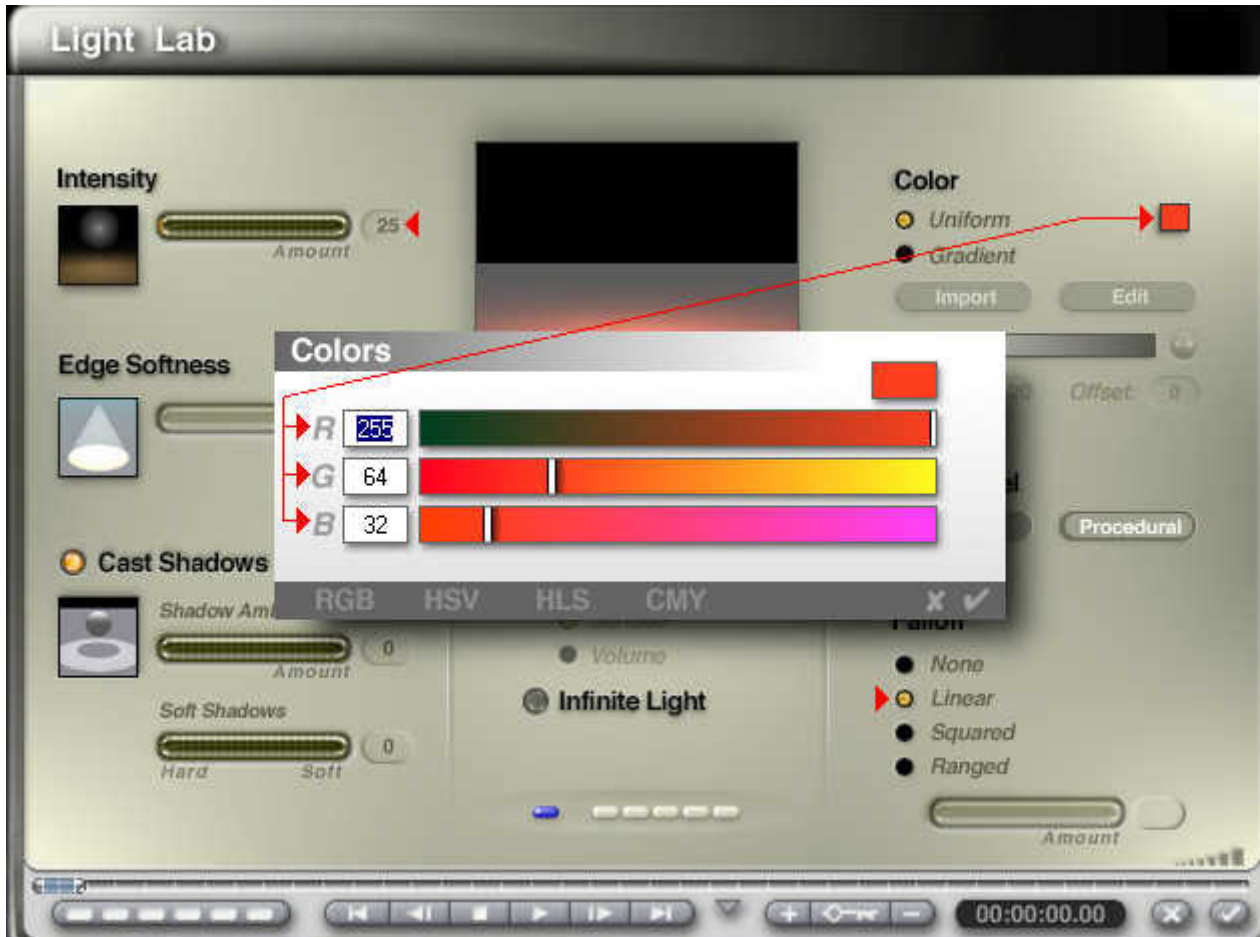 Light Lab
Intensity
25
Amount
Edge Softness
Cast Shadows
Amount
0
Soft Shadows
0
Hard Soft
Colors
R 255
G 64
B 32
RGB HSV HLS CMY
Volume
Infinite Light
Color
Uniform
Gradient
Import Edit
Offset: 0
Procedural
None
Linear
Squared
Ranged
Amount
00:00:00.00